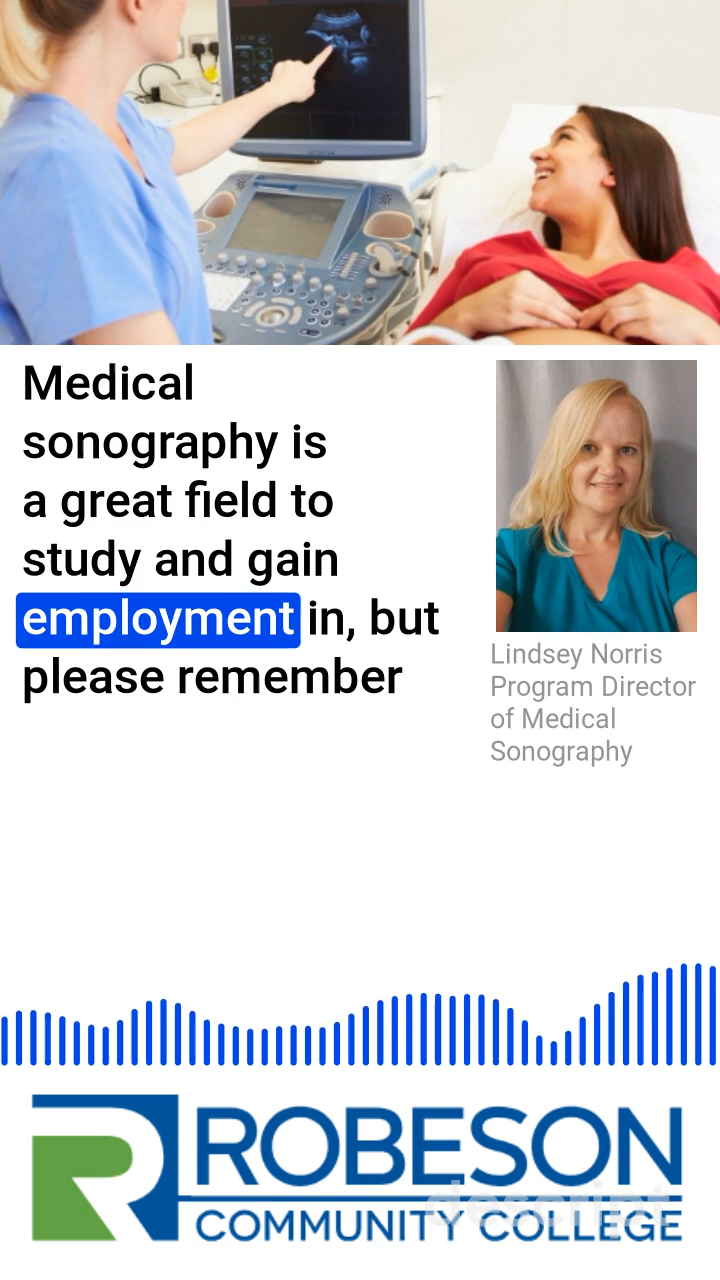 Medical
sonography is
a great field to
study and gain
employment in, but
please remember
Lindsey Norris
Program Director
of Medical
Sonography
ROBESON
COMMUNITY COLLEGE
descript